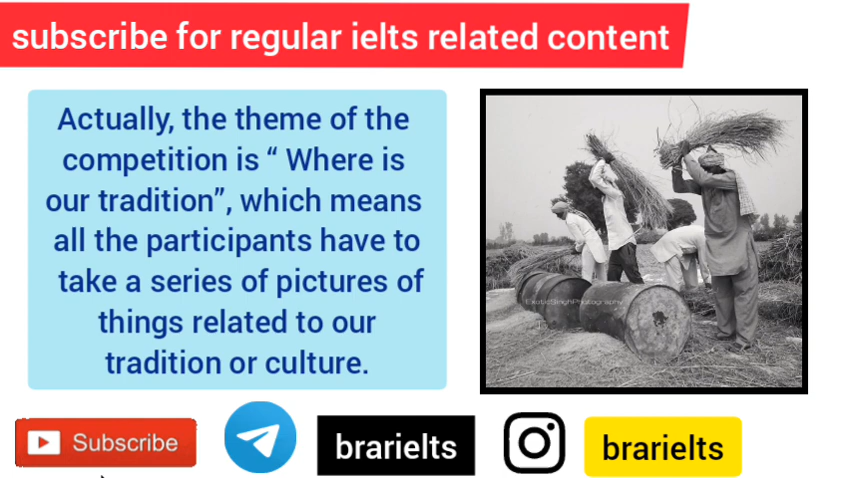 subscribe for regular ielts related content
Actually, the theme of the
competition is “ Where is
our tradition”, which means
all the participants have to
take a series of pictures of
things related to our
tradition or culture.
ExoticSinghPhotography
Subscribe
brarielts
brarielts